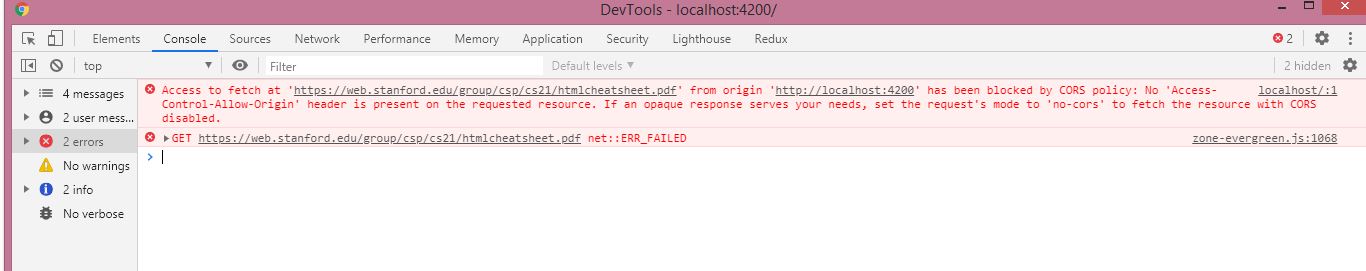 DevTools - localhost:4200/
Elements Console Sources Network Performance Memory Application Security Lighthouse Redux 2
top Filter Default levels 2 hidden
4 messages
2 user mess...
2 errors
No warnings
2 info
No verbose
Access to fetch at 'https://web.stanford.edu/group/csp/cs21/htmlcheatsheet.pdf' from origin 'http://localhost:4200' has been blocked by CORS policy: No 'Access- localhost/:1
Control-Allow-Origin' header is present on the requested resource. If an opaque response serves your needs, set the request's mode to 'no-cors' to fetch the resource with CORS
disabled.
GET https://web.stanford.edu/group/csp/cs21/htmlcheatsheet.pdf net::ERR_FAILED zone-evergreen.js:1068